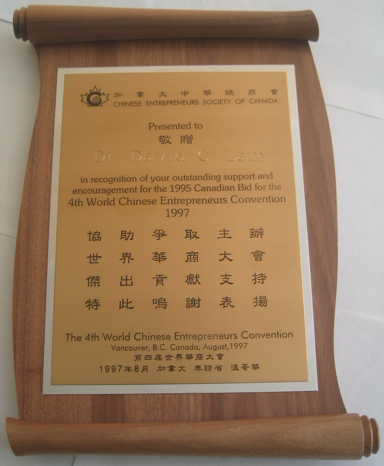 加拿大中華總商會
CHINESE ENTREPRENEURS SOCIETY OF CANADA
Presented to
敬贈
Dr. David C Lam
in recognition of your outstanding support and
encouragement for the 1995 Canadian Bid for the
4th World Chinese Entrepreneurs Convention
1997
協助爭取主辦
世界華商大會
傑出貢獻支持
特此鳴謝表揚
The 4th World Chinese Entrepreneurs Convention
Vancouver, B.C. Canada, August,1997
第四屆世界華商大會
1997年8月 加拿大 卑詩省 溫哥華